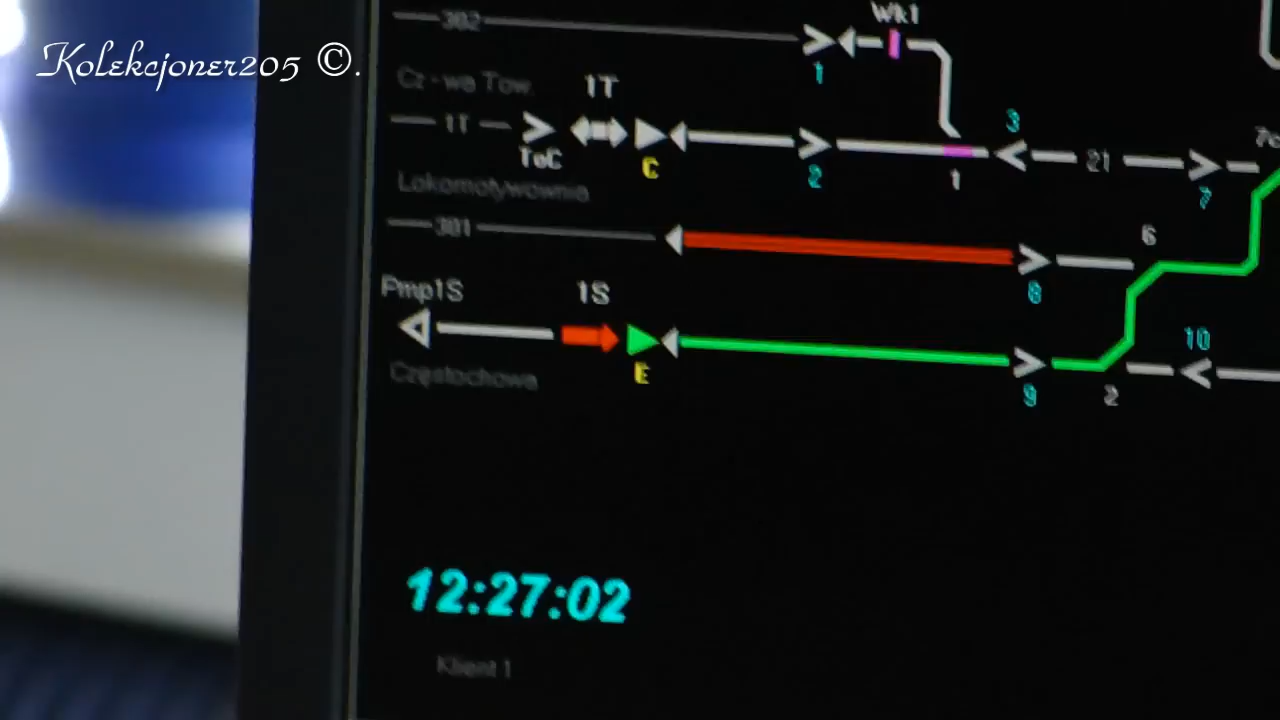 Kolekcjoner205 ©.
302
Wk1
1
Cz-wa Tow.
1T
1T
ToC
C
2
3
1
21
7
Lokomotywownia
301
6
8
Pmp1S
1S
E
9
2
10
Częstochowa
12:27:02
Klient 1